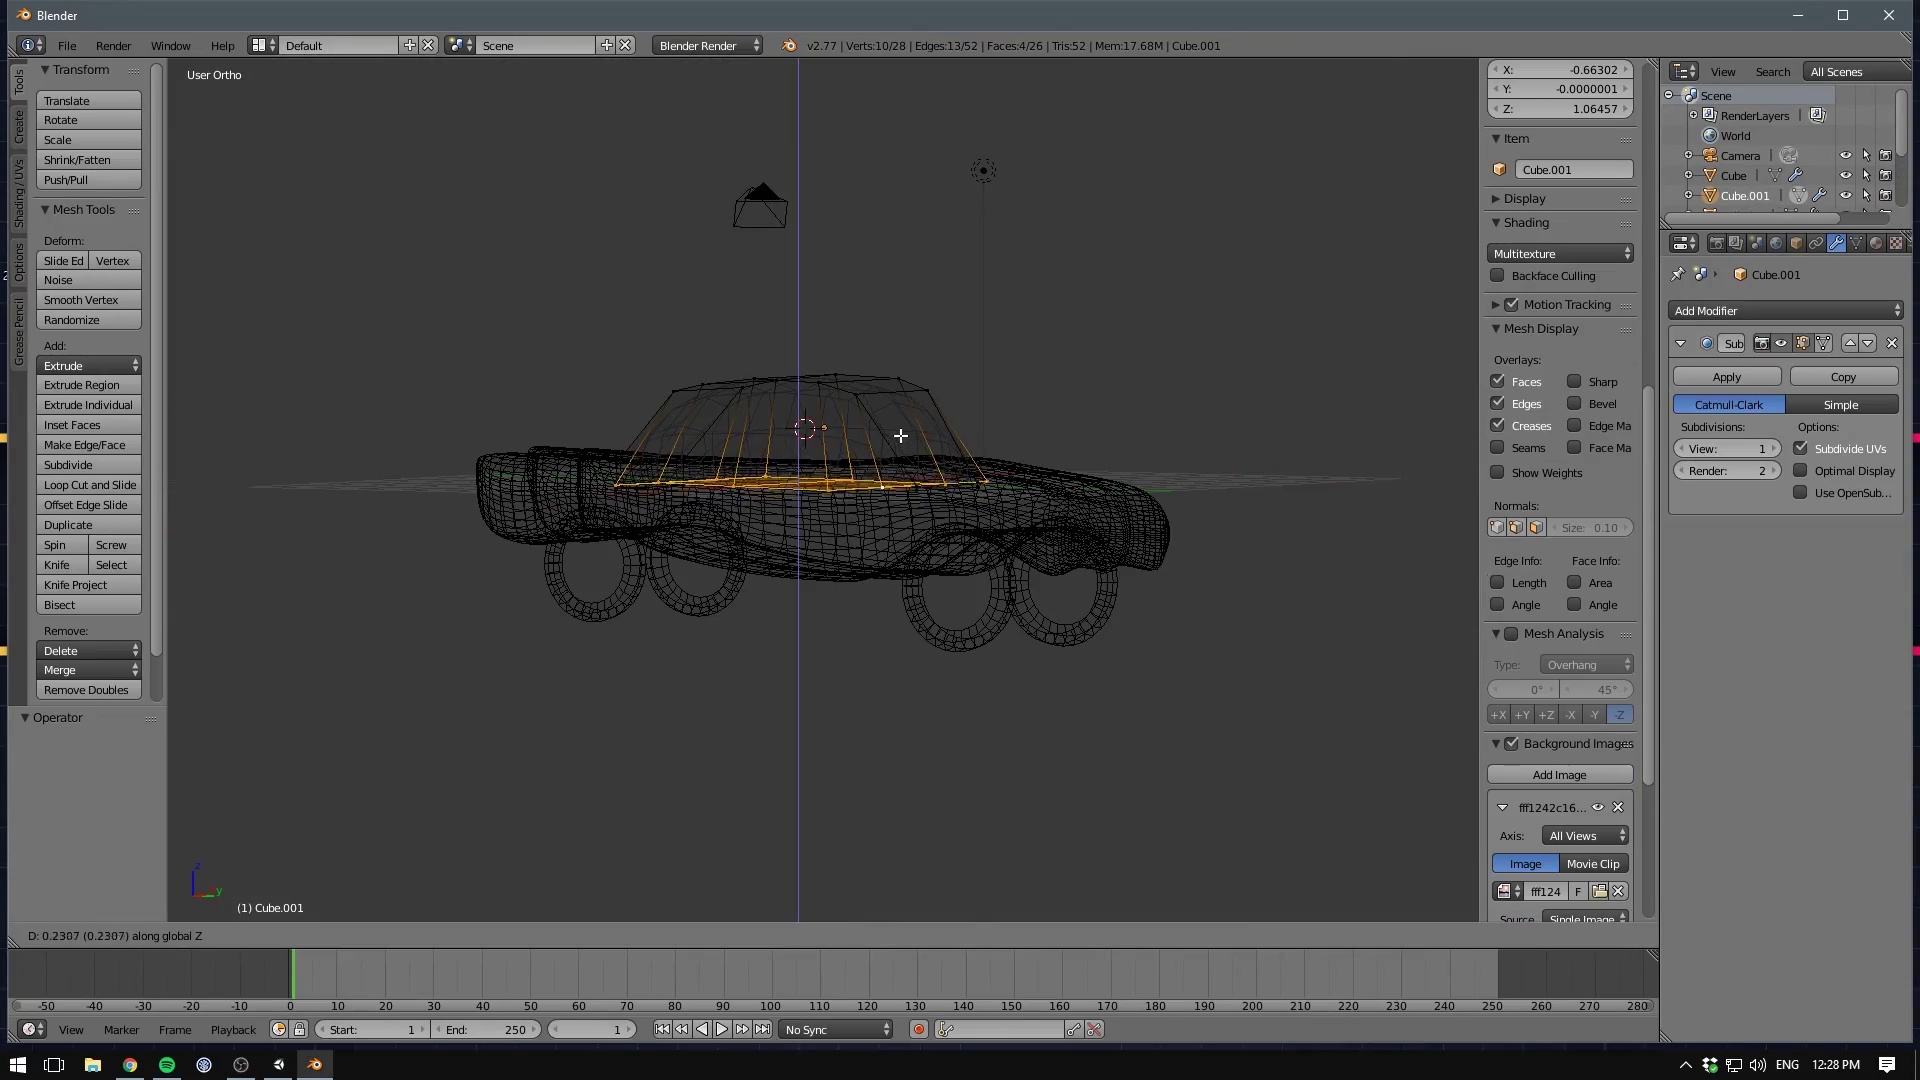 Blender
File Render Window Help Default Scene Blender Render v2.77 | Verts:10/28 | Edges:13/52 | Faces:4/26 | Tris:52 | Mem:17.68M | Cube.001
Tools
Create
Shading / UVs
Options
Grease Pencil
Transform
Translate
Rotate
Scale
Shrink/Fatten
Push/Pull
Mesh Tools
Deform:
Slide Ed Vertex
Noise
Smooth Vertex
Randomize
Add:
Extrude
Extrude Region
Extrude Individual
Inset Faces
Make Edge/Face
Subdivide
Loop Cut and Slide
Offset Edge Slide
Duplicate
Spin Screw
Knife Select
Knife Project
Bisect
Remove:
Delete
Merge
Remove Doubles
Operator
User Ortho
z
y
(1) Cube.001
X: -0.66302
Y: -0.0000001
Z: 1.06457
Item
Cube.001
Display
Shading
Multitexture
Backface Culling
Motion Tracking
Mesh Display
Overlays:
Faces Sharp
Edges Bevel
Creases Edge Ma
Seams Face Ma
Show Weights
Normals:
Size: 0.10
Edge Info: Face Info:
Length Area
Angle Angle
Mesh Analysis
Type: Overhang
0° 45°
+X +Y +Z -X -Y -Z
Background Images
Add Image
fff1242c16...
Axis: All Views
Image Movie Clip
fff124 F
Source Single Image
View Search All Scenes
Scene
RenderLayers |
World
Camera |
Cube |
Cube.001 |
Cube.001
Add Modifier
Sub
Apply Copy
Catmull-Clark Simple
Subdivisions: Options:
View: 1 Subdivide UVs
Render: 2 Optimal Display
Use OpenSub...
D: 0.2307 (0.2307) along global Z
-50 -40 -30 -20 -10 0 10 20 30 40 50 60 70 80 90 100 110 120 130 140 150 160 170 180 190 200 210 220 230 240 250 260 270 280
View Marker Frame Playback Start: 1 End: 250 1 No Sync
ENG 12:28 PM